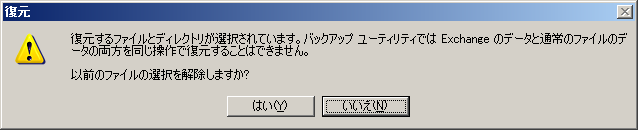 復元
復元するファイルとディレクトリが選択されています。バックアップ ユーティリティでは Exchange のデータと通常のファイルのデ
ータの両方を同じ操作で復元することはできません。
以前のファイルの選択を解除しますか?
はい(Y)
いいえ(N)